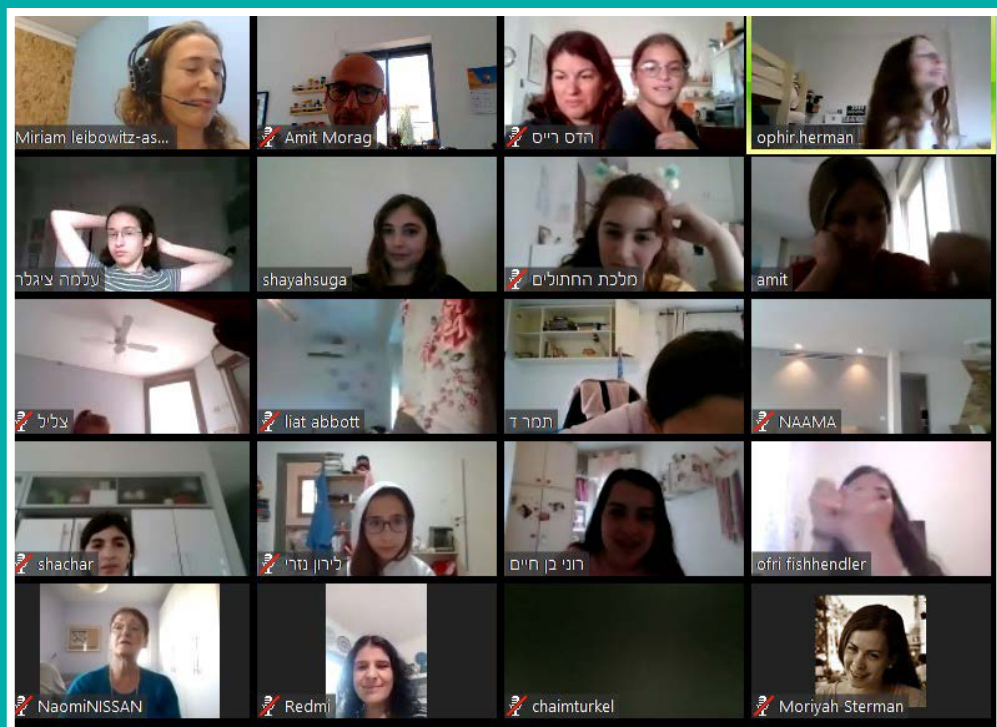 Miriam leibowitz-as...
Amit Morag
הדס רייס
ophir.herman
עלמה ציגלר
shayahsuga
מלכת החתולים
amit
צליל
liat abbott
תמר ד
NAAMA
shachar
לירון נזרי
רוני בן חיים
ofri fishhendler
NaomiNISSAN
Redmi
chaimturkel
Moriyah Sterman